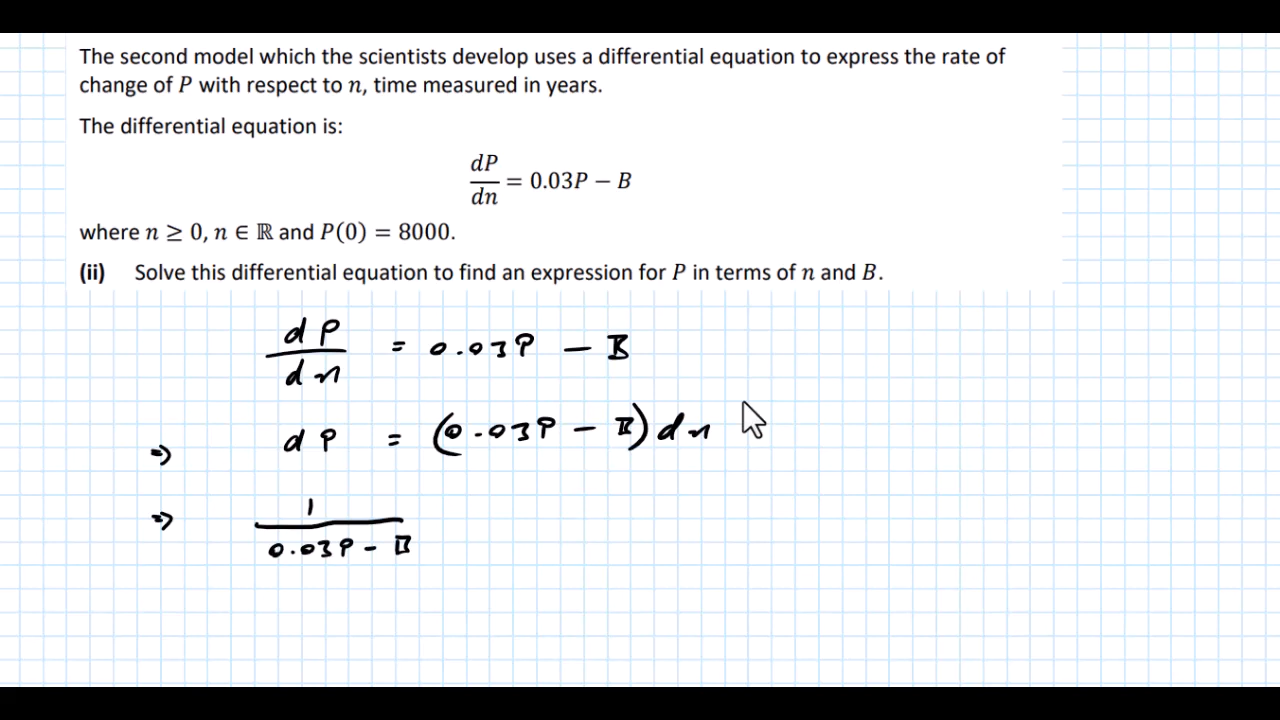 The second model which the scientists develop uses a differential equation to express the rate of
change of P with respect to n, time measured in years.
The differential equation is:
dP/dn = 0.03P − B
where n ≥ 0, n ∈ ℝ and P(0) = 8000.
(ii) Solve this differential equation to find an expression for P in terms of n and B.
dP/dn = 0.03P − B
⇒ dP = (0.03P − B)dn
⇒ 1/(0.03P − B)